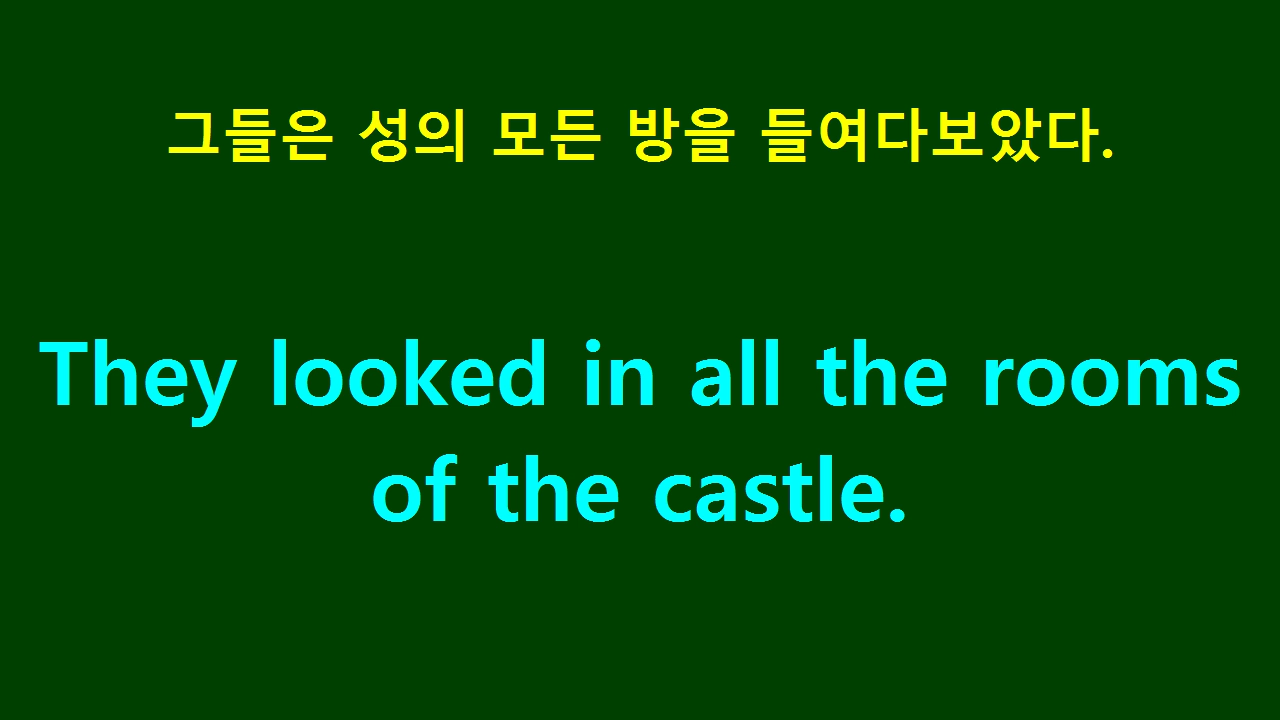 그들은 성의 모든 방을 들여다보았다.
They looked in all the rooms
of the castle.